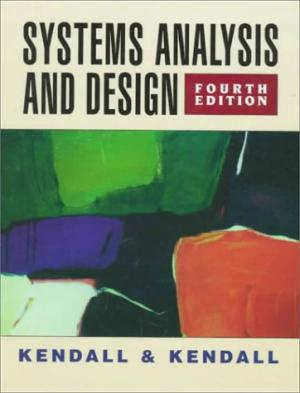 SYSTEMS ANALYSIS
AND DESIGN
FOURTH
EDITION
KENDALL & KENDALL